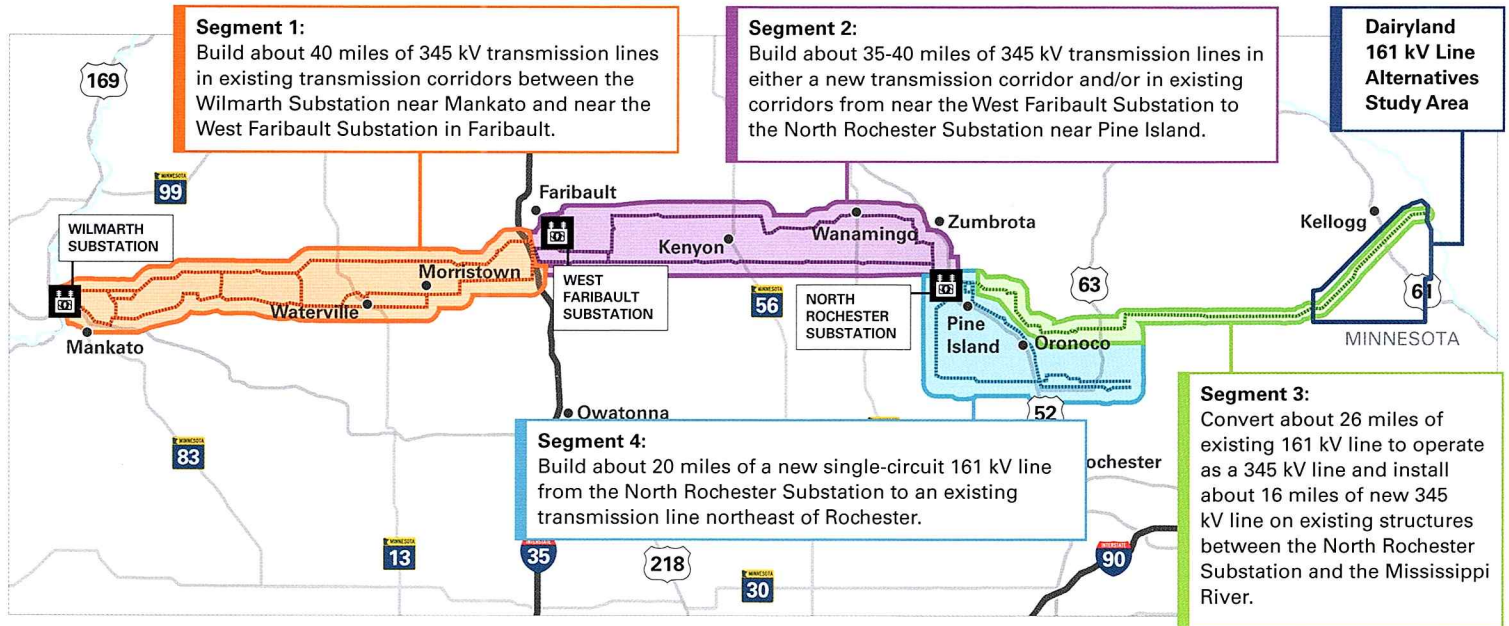 Segment 1:
Build about 40 miles of 345 kV transmission lines
in existing transmission corridors between the
Wilmarth Substation near Mankato and near the
West Faribault Substation in Faribault.
Segment 2:
Build about 35-40 miles of 345 kV transmission lines in
either a new transmission corridor and/or in existing
corridors from near the West Faribault Substation to
the North Rochester Substation near Pine Island.
Dairyland
161 kV Line
Alternatives
Study Area
169
MINNESOTA
99
Faribault
WILMARTH
SUBSTATION
Kenyon
Wanamingo
Zumbrota
Kellogg
Morristown
WEST
FARIBAULT
SUBSTATION
MINNESOTA
56
NORTH
ROCHESTER
SUBSTATION
63
61
Waterville
Mankato
Pine
Island
Oronoco
MINNESOTA
Owatonna
52
MINNESOTA
83
Segment 4:
Build about 20 miles of a new single-circuit 161 kV line
from the North Rochester Substation to an existing
transmission line northeast of Rochester.
ochester
Segment 3:
Convert about 26 miles of
existing 161 kV line to operate
as a 345 kV line and install
about 16 miles of new 345
kV line on existing structures
between the North Rochester
Substation and the Mississippi
River.
MINNESOTA
13
INTERSTATE
35
218
MINNESOTA
30
INTERSTATE
90